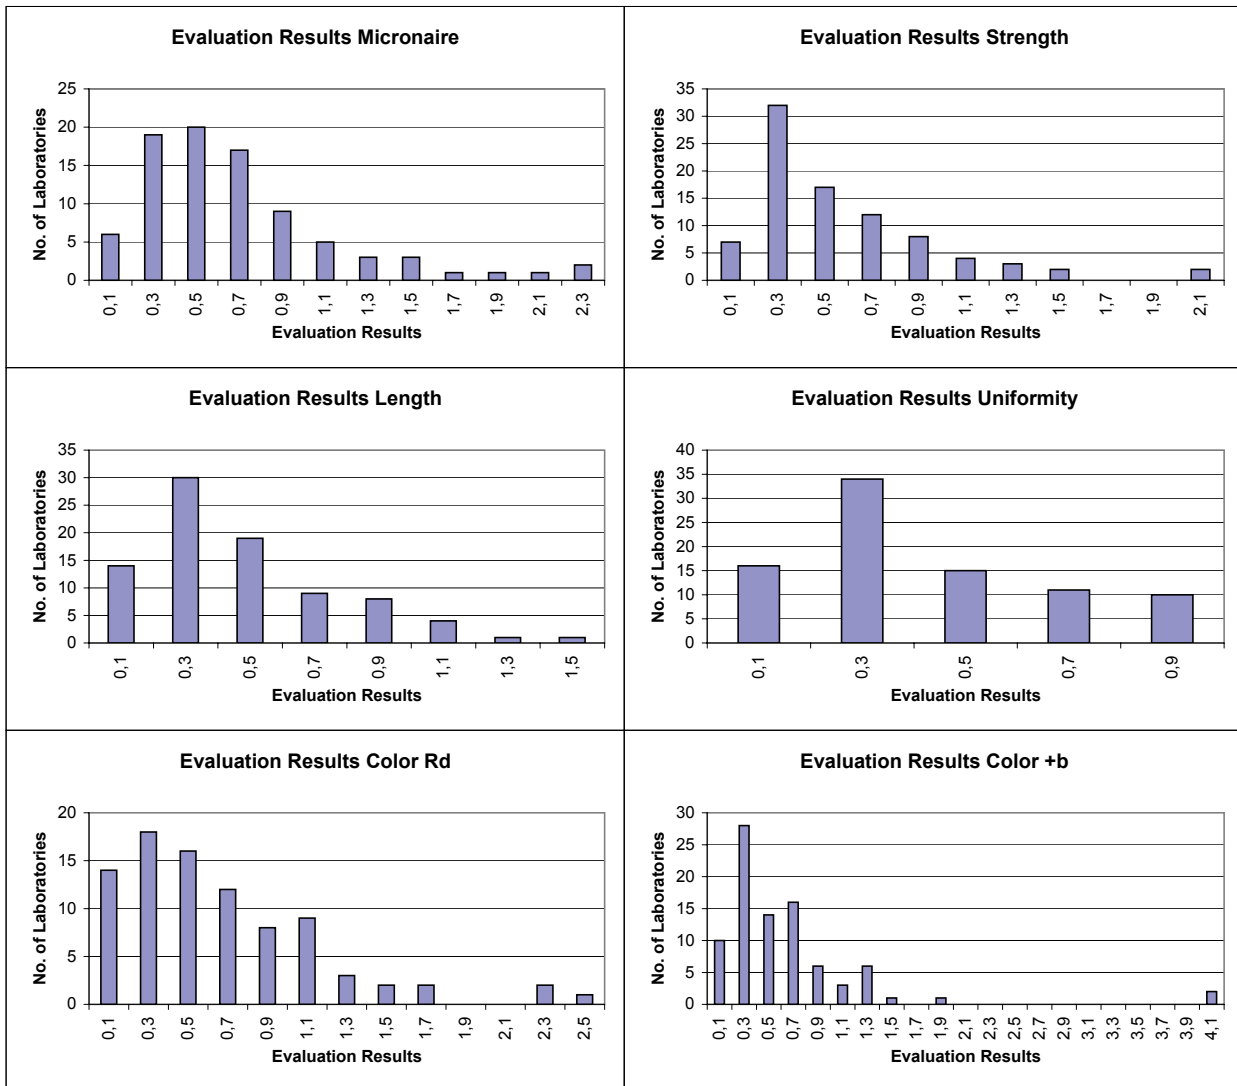 Evaluation Results Micronaire
No. of Laboratories
25
20
15
10
5
0
0,1 0,3 0,5 0,7 0,9 1,1 1,3 1,5 1,7 1,9 2,1 2,3
Evaluation Results
Evaluation Results Strength
No. of Laboratories
35
30
25
20
15
10
5
0
0,1 0,3 0,5 0,7 0,9 1,1 1,3 1,5 1,7 1,9 2,1
Evaluation Results
Evaluation Results Length
No. of Laboratories
35
30
25
20
15
10
5
0
0,1 0,3 0,5 0,7 0,9 1,1 1,3 1,5
Evaluation Results
Evaluation Results Uniformity
No. of Laboratories
40
35
30
25
20
15
10
5
0
0,1 0,3 0,5 0,7 0,9
Evaluation Results
Evaluation Results Color Rd
No. of Laboratories
20
15
10
5
0
0,1 0,3 0,5 0,7 0,9 1,1 1,3 1,5 1,7 1,9 2,1 2,3 2,5
Evaluation Results
Evaluation Results Color +b
No. of Laboratories
30
25
20
15
10
5
0
0,1 0,3 0,5 0,7 0,9 1,1 1,3 1,5 1,7 1,9 2,1 2,3 2,5 2,7 2,9 3,1 3,3 3,5 3,7 3,9 4,1
Evaluation Results